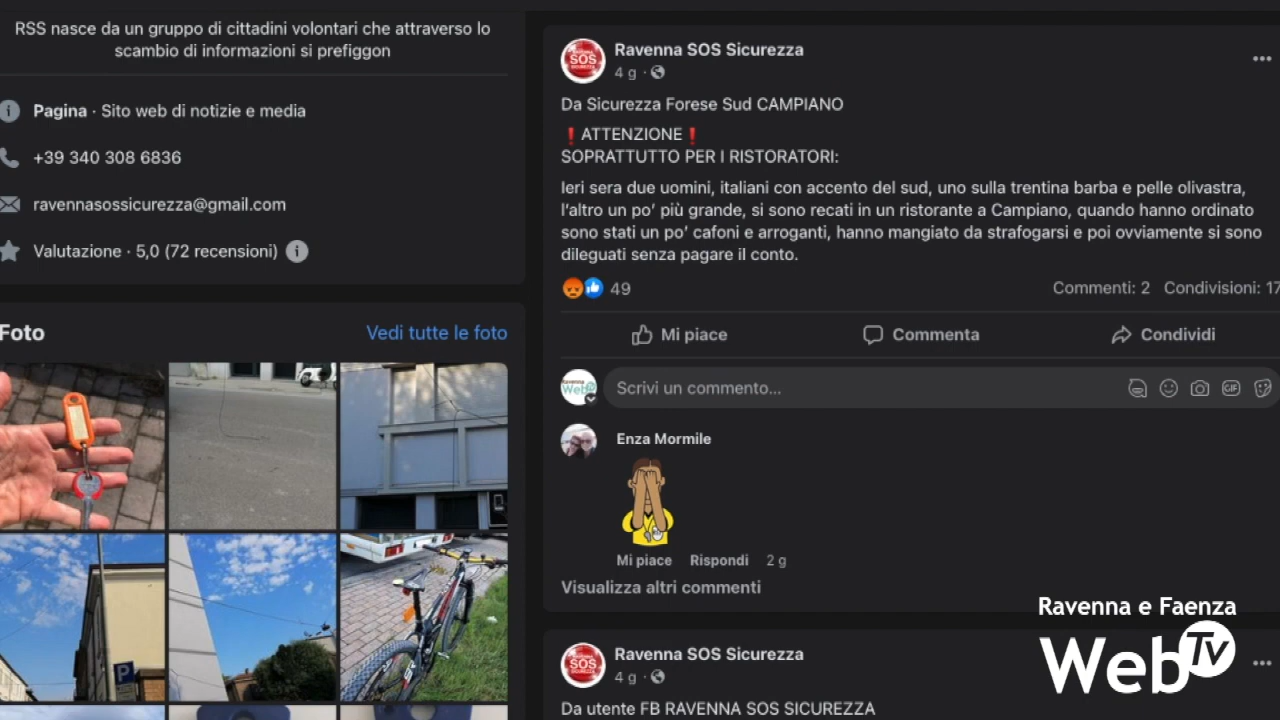 RSS nasce da un gruppo di cittadini volontari che attraverso lo
scambio di informazioni si prefiggon
Pagina · Sito web di notizie e media
+39 340 308 6836
ravennasossicurezza@gmail.com
Valutazione · 5,0 (72 recensioni)
Foto
Vedi tutte le foto
P
SOS
Ravenna SOS Sicurezza
4 g
Da Sicurezza Forese Sud CAMPIANO
❗ATTENZIONE❗
SOPRATTUTTO PER I RISTORATORI:
Ieri sera due uomini, italiani con accento del sud, uno sulla trentina barba e pelle olivastra,
l'altro un po' più grande, si sono recati in un ristorante a Campiano, quando hanno ordinato
sono stati un po' cafoni e arroganti, hanno mangiato da strafogarsi e poi ovviamente si sono
dileguati senza pagare il conto.
49
Commenti: 2 Condivisioni: 17
Mi piace
Commenta
Condividi
Ravenna
Web
Scrivi un commento...
GIF
Enza Mormile
Mi piace Rispondi 2 g
Visualizza altri commenti
SOS
Ravenna SOS Sicurezza
4 g
Da utente FB RAVENNA SOS SICUREZZA
Ravenna e Faenza
Web Tv